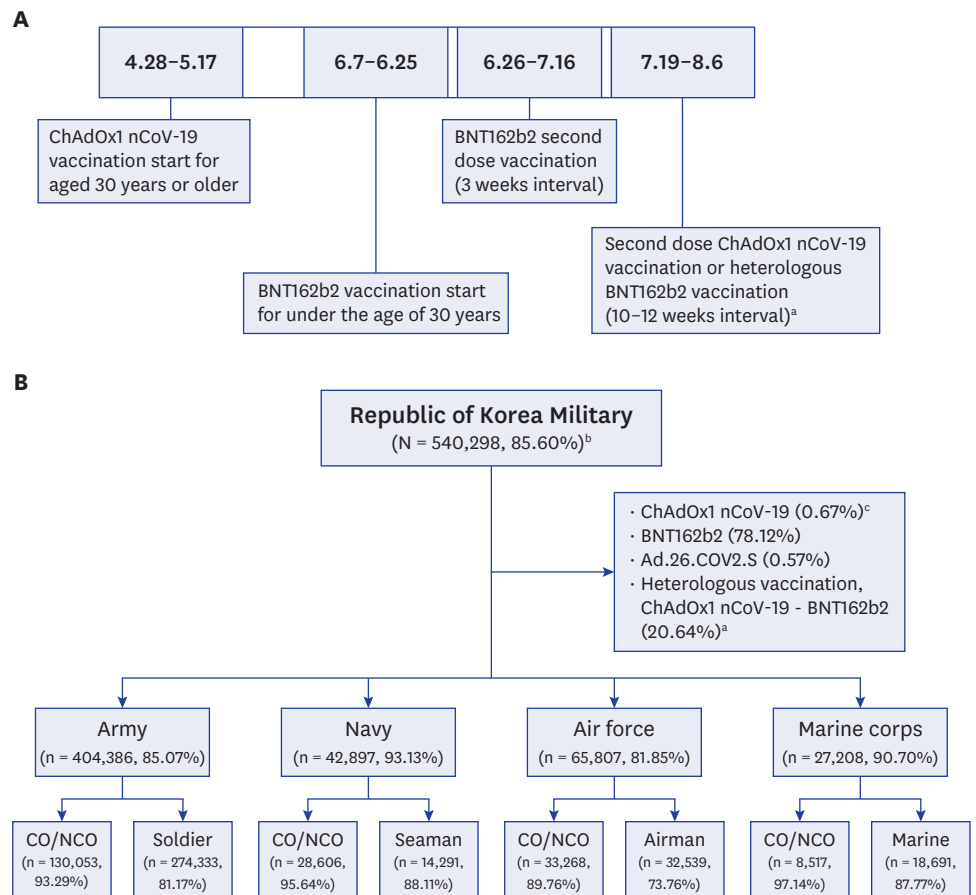 A
4.28–5.17
6.7–6.25
6.26–7.16
7.19–8.6
ChAdOx1 nCoV-19
vaccination start for
aged 30 years or older
BNT162b2 second
dose vaccination
(3 weeks interval)
BNT162b2 vaccination start
for under the age of 30 years
Second dose ChAdOx1 nCoV-19
vaccination or heterologous
BNT162b2 vaccination
(10–12 weeks interval)a
B
Republic of Korea Military
(N = 540,298, 85.60%)b
· ChAdOx1 nCoV-19 (0.67%)c
· BNT162b2 (78.12%)
· Ad.26.COV2.S (0.57%)
· Heterologous vaccination,
ChAdOx1 nCoV-19 - BNT162b2
(20.64%)a
Army
(n = 404,386, 85.07%)
Navy
(n = 42,897, 93.13%)
Air force
(n = 65,807, 81.85%)
Marine corps
(n = 27,208, 90.70%)
CO/NCO
(n = 130,053,
93.29%)
Soldier
(n = 274,333,
81.17%)
CO/NCO
(n = 28,606,
95.64%)
Seaman
(n = 14,291,
88.11%)
CO/NCO
(n = 33,268,
89.76%)
Airman
(n = 32,539,
73.76%)
CO/NCO
(n = 8,517,
97.14%)
Marine
(n = 18,691,
87.77%)